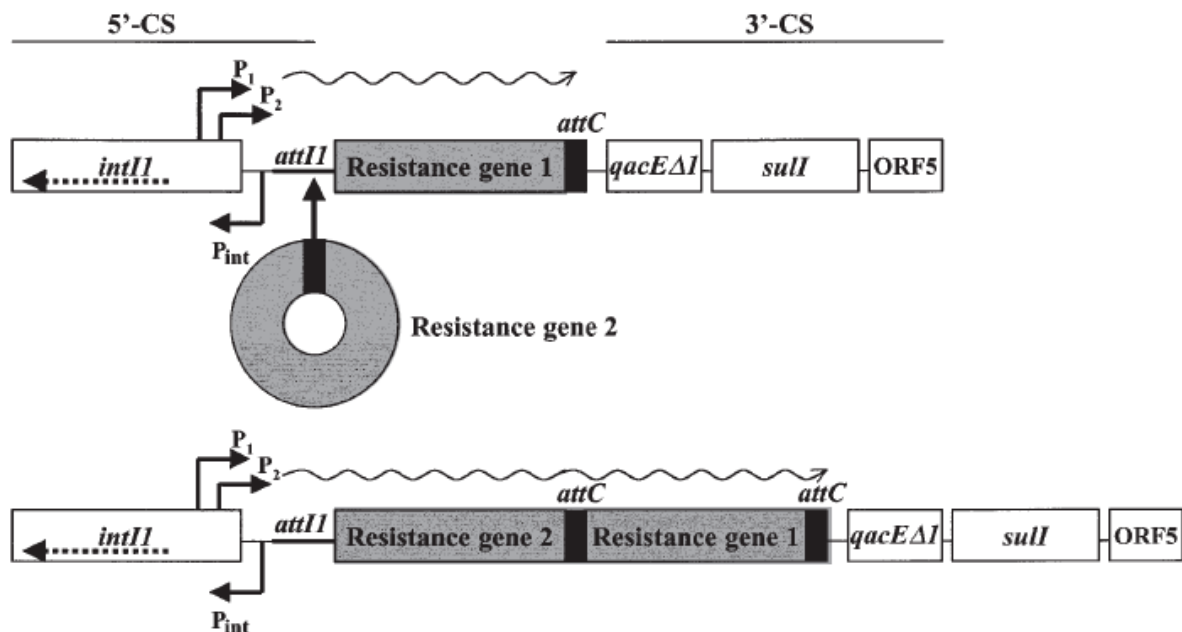 5’-CS 3’-CS
P1
P2
attC
intI1 attI1 Resistance gene 1 qacEΔ1 sulI ORF5
Pint
Resistance gene 2
P1
P2
attC attC
intI1 attI1 Resistance gene 2 Resistance gene 1 qacEΔ1 sulI ORF5
Pint